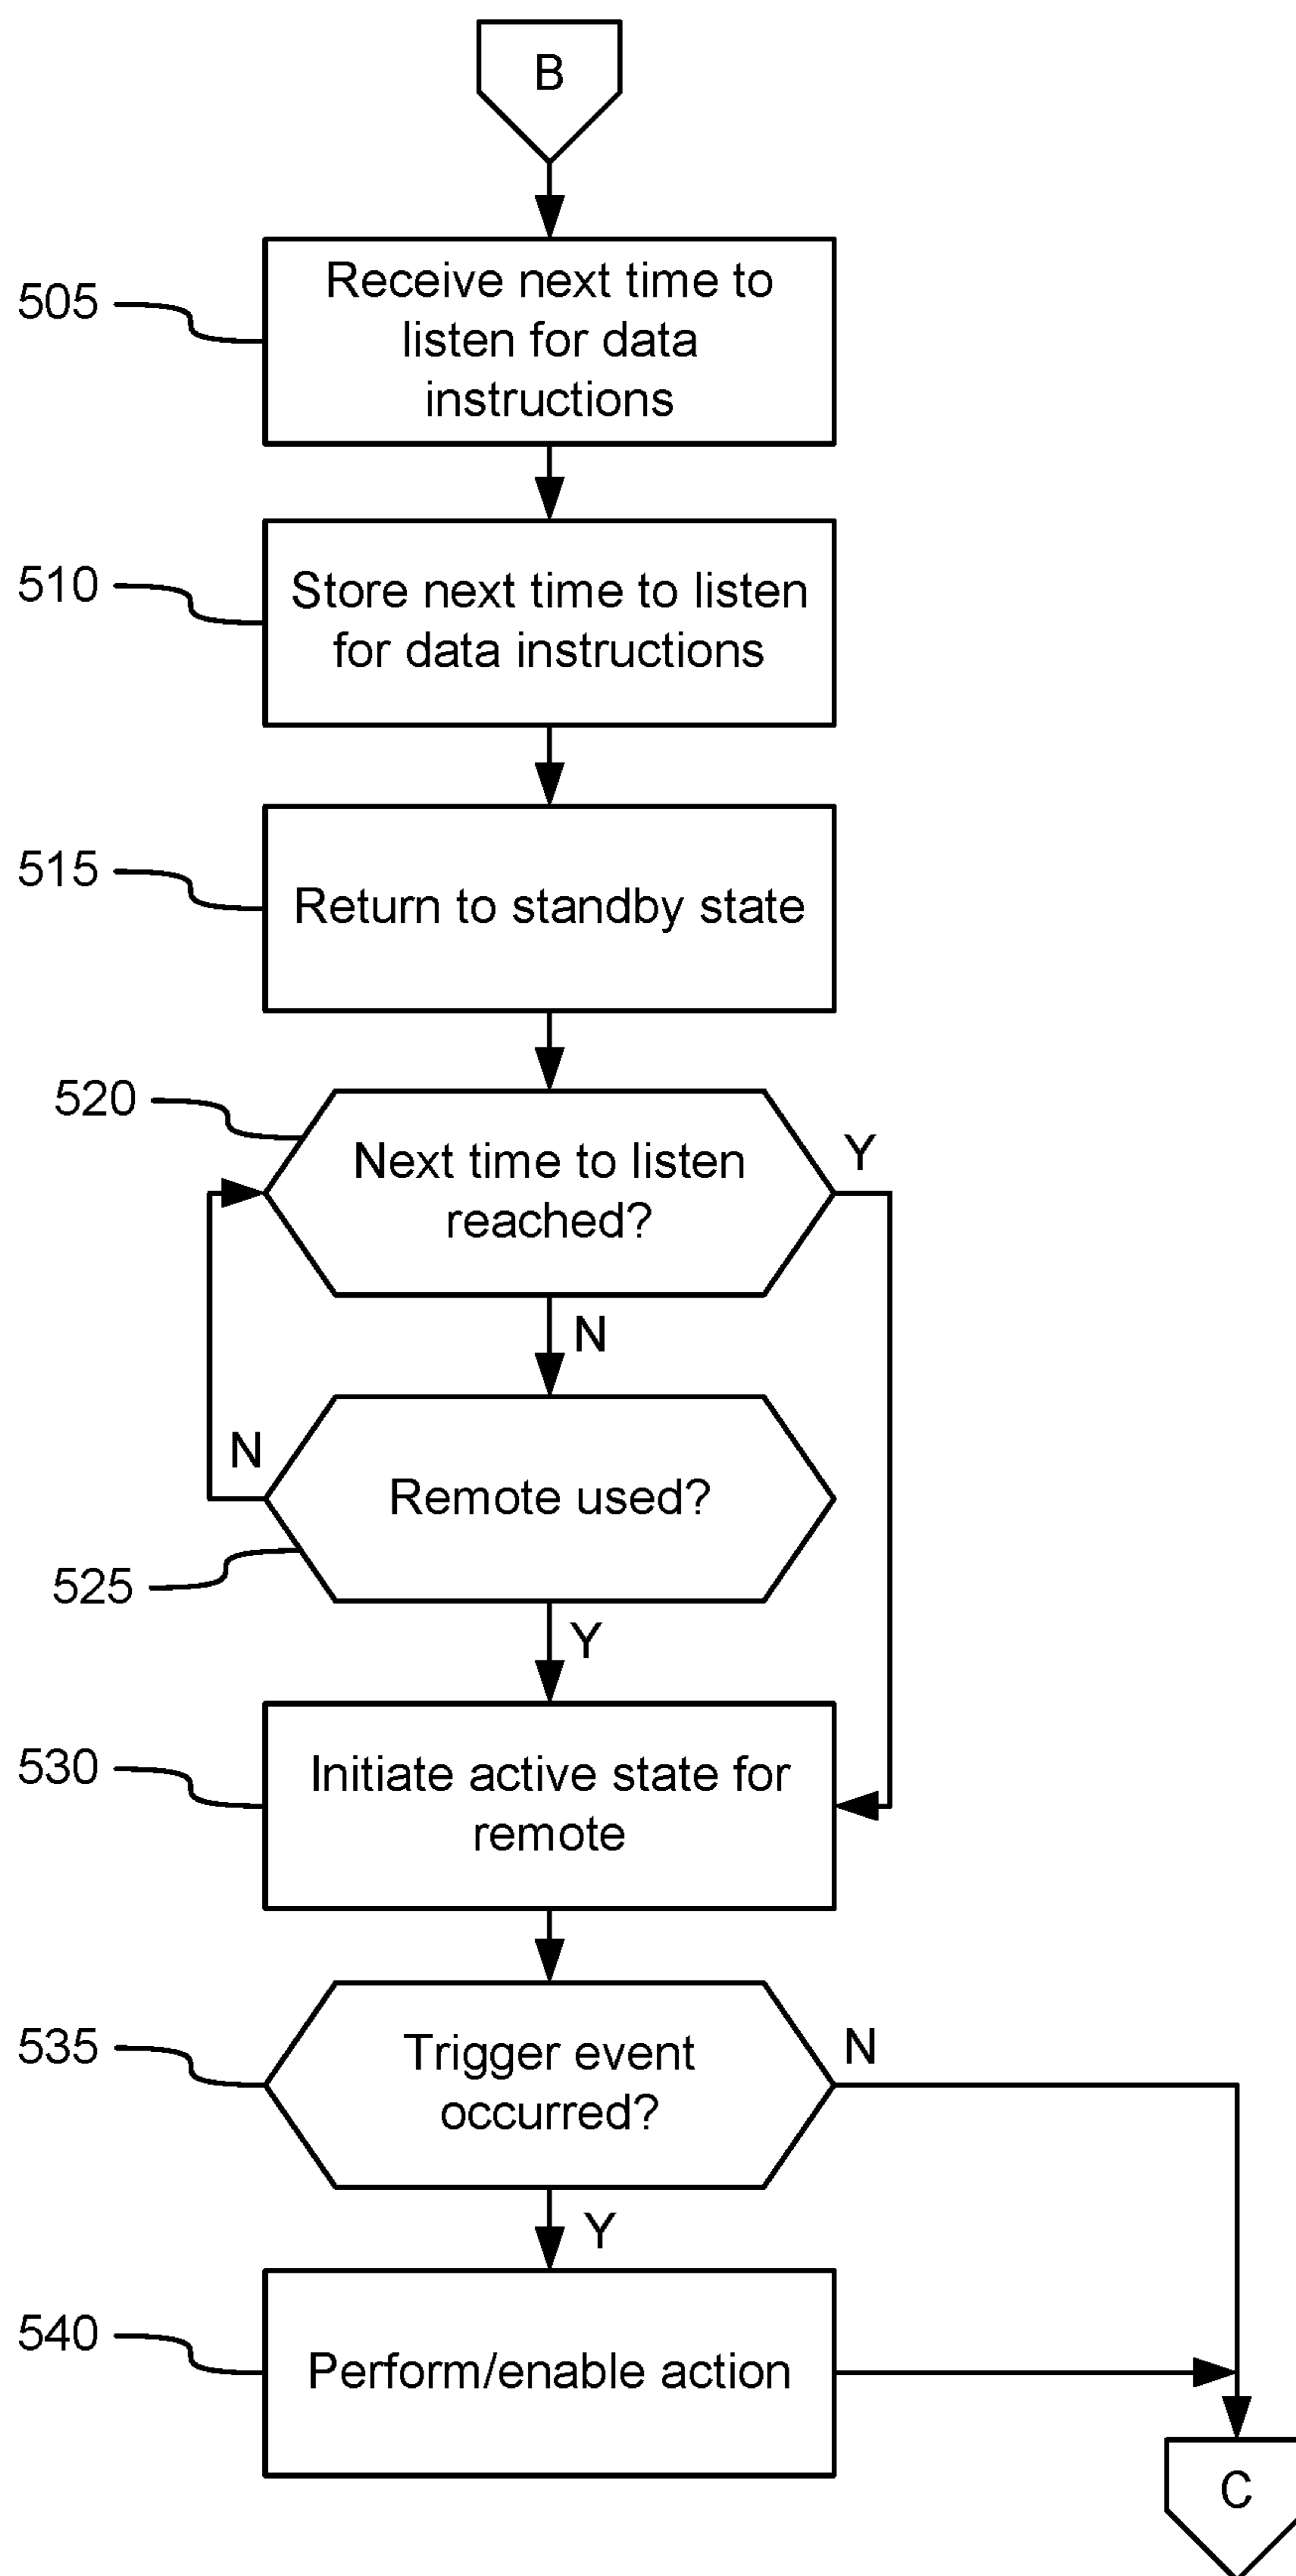 B
505
Receive next time to
listen for data
instructions
510
Store next time to listen
for data instructions
515
Return to standby state
520
Next time to listen
reached?
Y
N
N
Remote used?
525
Y
530
Initiate active state for
remote
535
Trigger event
occurred?
N
Y
540
Perform/enable action
C